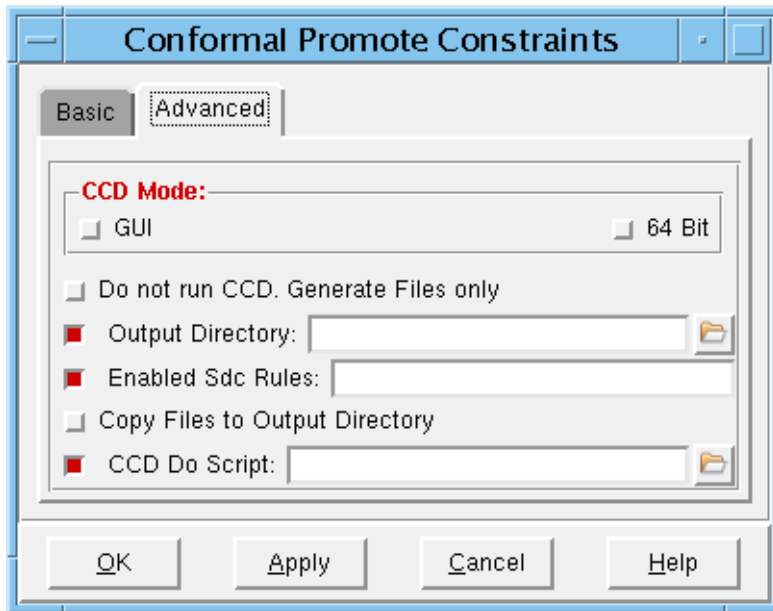 Conformal Promote Constraints
Basic Advanced
CCD Mode:
GUI 64 Bit
Do not run CCD. Generate Files only
Output Directory:
Enabled Sdc Rules:
Copy Files to Output Directory
CCD Do Script:
OK Apply Cancel Help